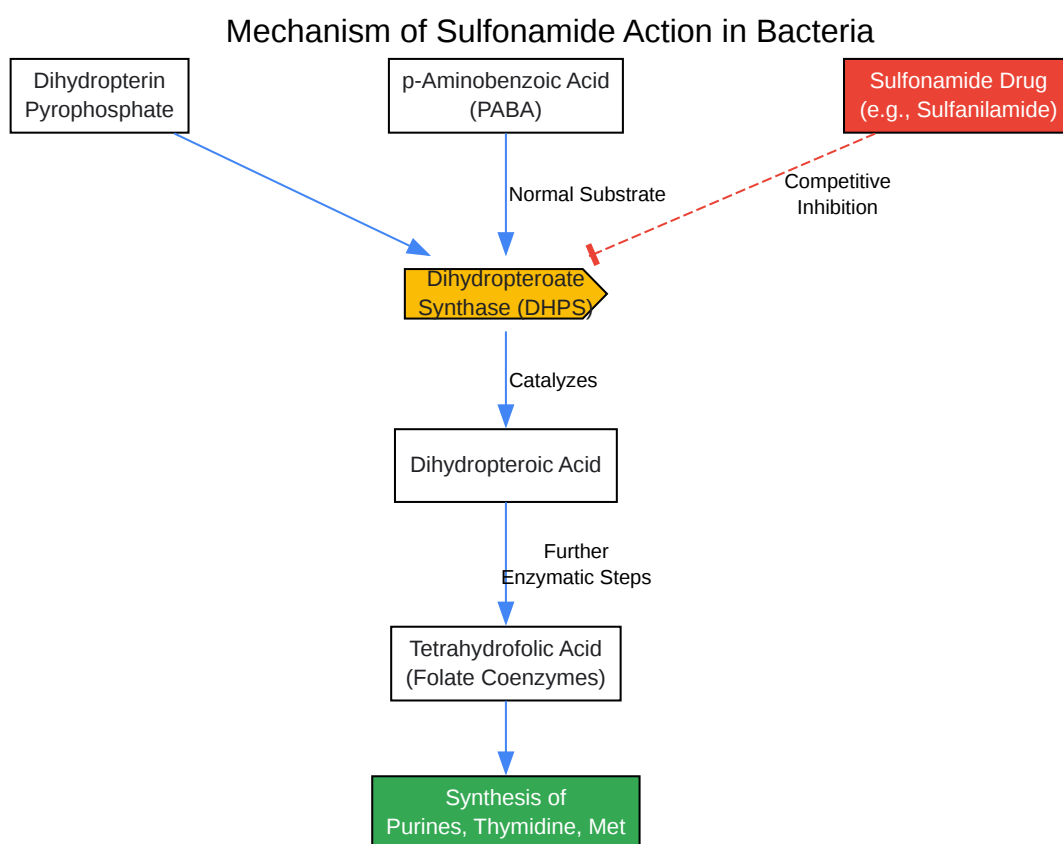 Mechanism of Sulfonamide Action in Bacteria
Dihydropterin
Pyrophosphate
p-Aminobenzoic Acid
(PABA)
Sulfonamide Drug
(e.g., Sulfanilamide)
Normal Substrate
Competitive
Inhibition
Dihydropteroate
Synthase (DHPS)
Catalyzes
Dihydropteroic Acid
Further
Enzymatic Steps
Tetrahydrofolic Acid
(Folate Coenzymes)
Synthesis of
Purines, Thymidine, Met